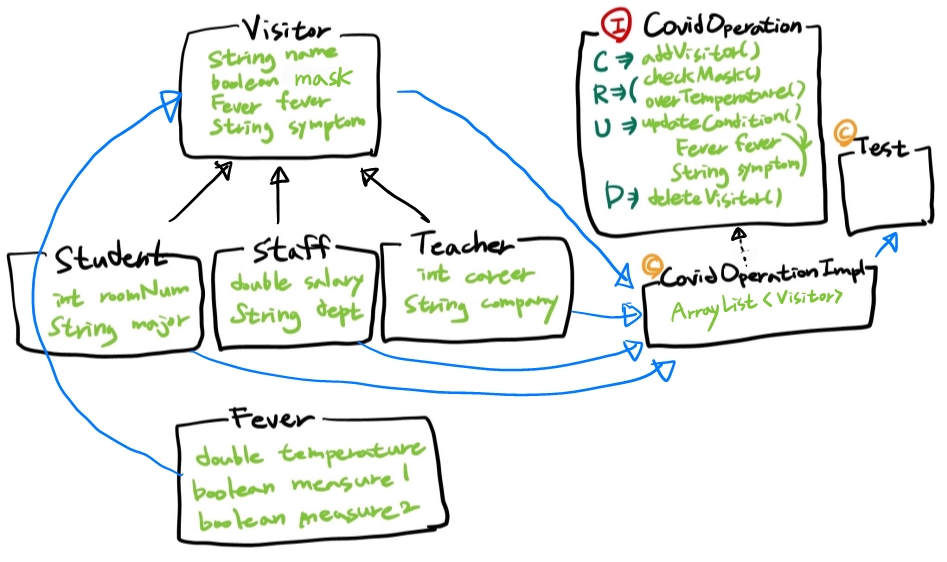 Visitor
String name
boolean mask
Fever fever
String symptom
I CovidOperation
C ⇒ addVisitor()
R ⇒ ( checkMask()
overTemperature()
U ⇒ updateCondition()
Fever fever
String symptom
D ⇒ deleteVisitor()
C
Test
Student
int roomNum
String major
Staff
double salary
String dept
Teacher
int career
String company
C
CovidOperationImpl
ArrayList <Visitor>
Fever
double temperature
boolean measure1
boolean measure2